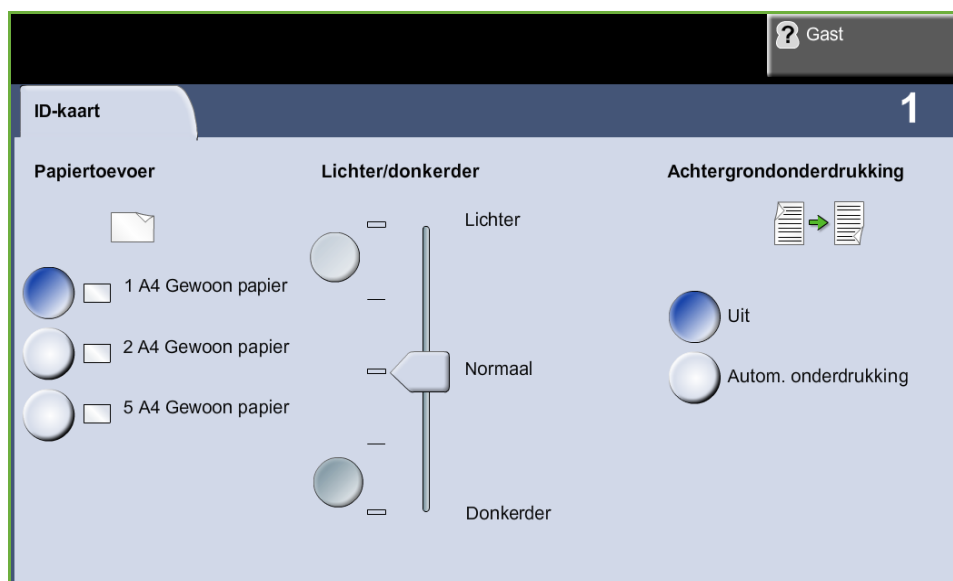 Gast
ID-kaart
1
Papiertoevoer
1 A4 Gewoon papier
2 A4 Gewoon papier
5 A4 Gewoon papier
Lichter/donkerder
Lichter
Normaal
Donkerder
Achtergrondonderdrukking
Uit
Autom. onderdrukking